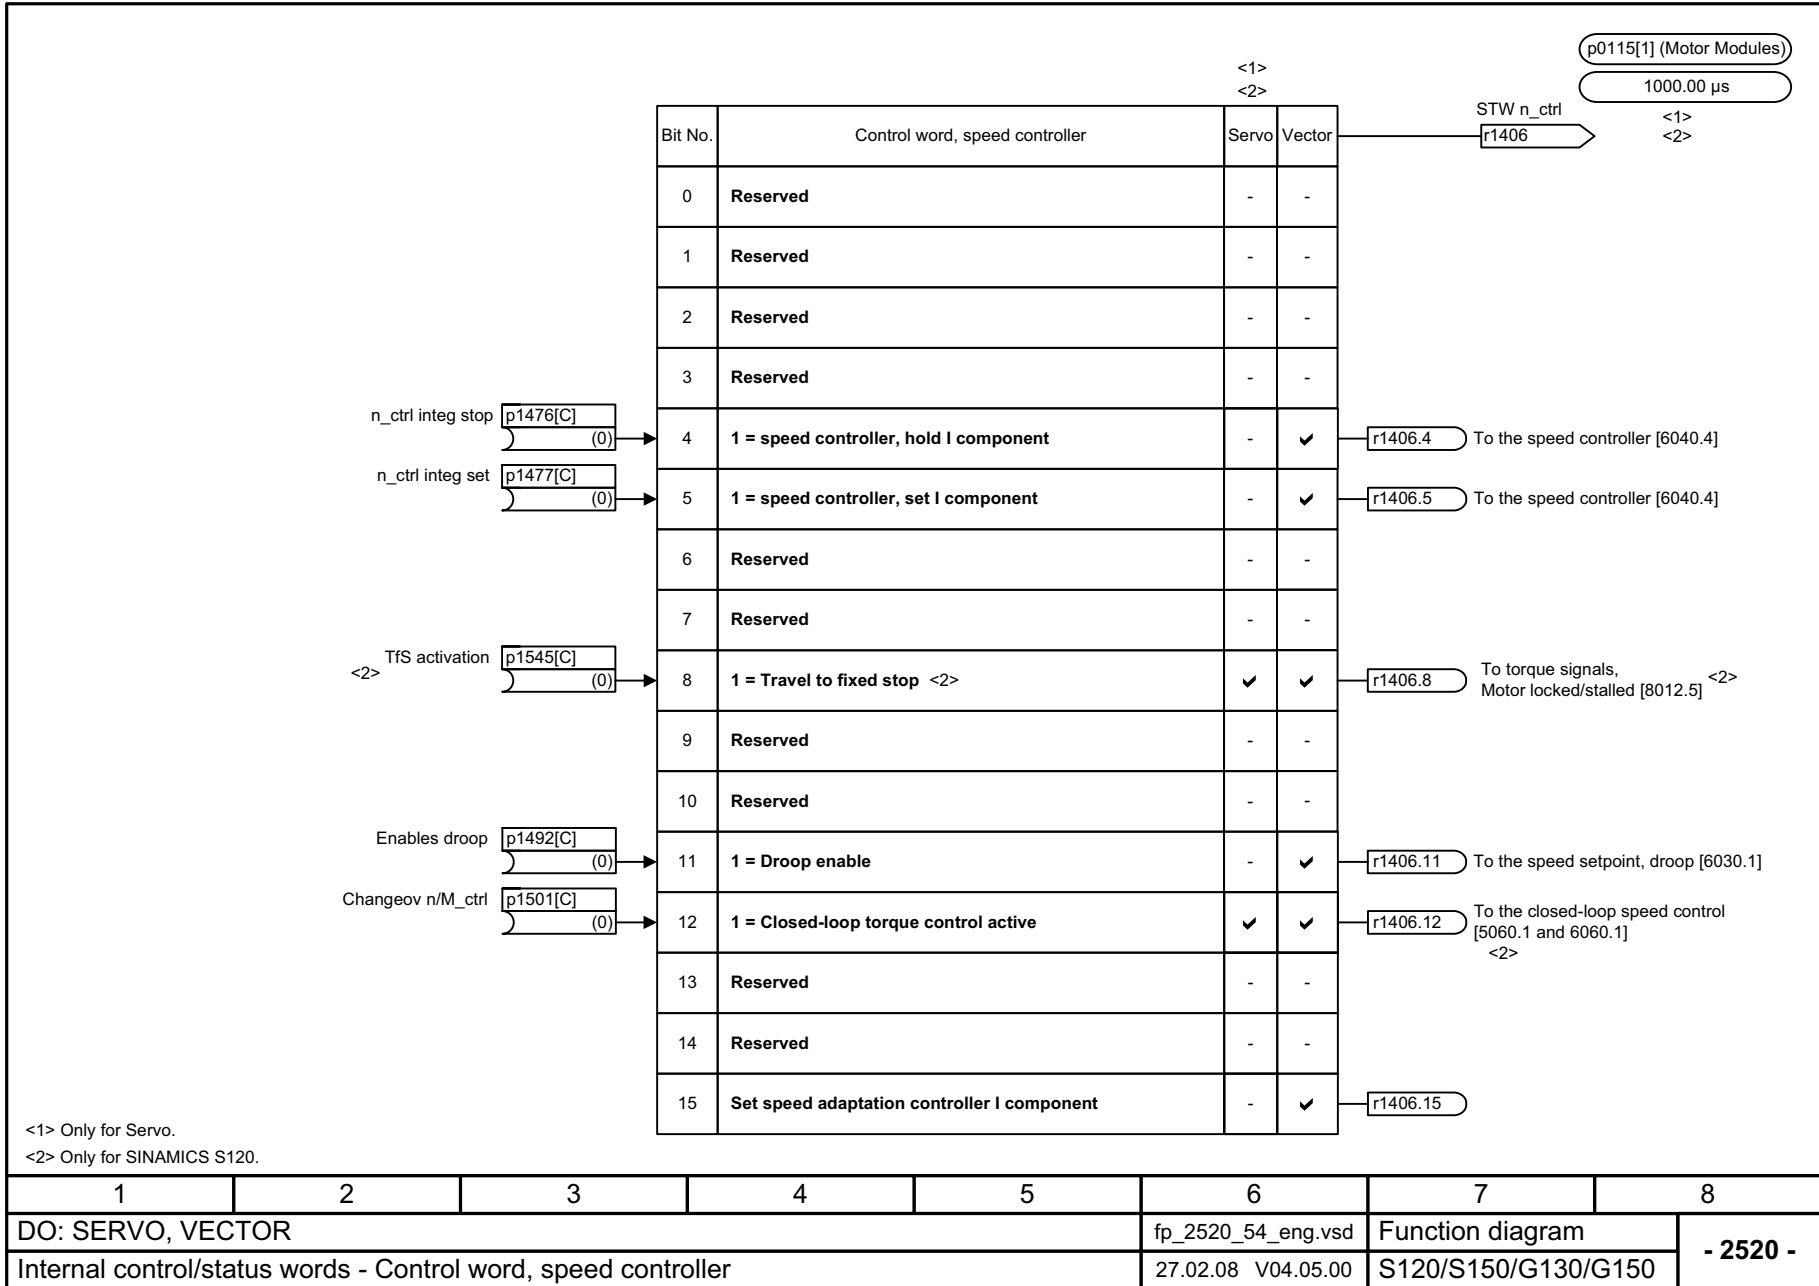 p0115[1] (Motor Modules)
1000.00 µs
<1>
<2>
<1>
<2>
STW n_ctrl
r1406
Bit No. Control word, speed controller Servo Vector
0 Reserved - -
1 Reserved - -
2 Reserved - -
3 Reserved - -
n_ctrl integ stop p1476[C]
(0) 4 1 = speed controller, hold I component - ✔ r1406.4 To the speed controller [6040.4]
n_ctrl integ set p1477[C]
(0) 5 1 = speed controller, set I component - ✔ r1406.5 To the speed controller [6040.4]
6 Reserved - -
7 Reserved - -
TfS activation p1545[C]
<2> (0) 8 1 = Travel to fixed stop <2> ✔ ✔ r1406.8 To torque signals,
Motor locked/stalled [8012.5] <2>
9 Reserved - -
10 Reserved - -
Enables droop p1492[C]
(0) 11 1 = Droop enable - ✔ r1406.11 To the speed setpoint, droop [6030.1]
Changeov n/M_ctrl p1501[C]
(0) 12 1 = Closed-loop torque control active ✔ ✔ r1406.12 To the closed-loop speed control
[5060.1 and 6060.1]
<2>
13 Reserved - -
14 Reserved - -
15 Set speed adaptation controller I component - ✔ r1406.15
<1> Only for Servo.
<2> Only for SINAMICS S120.
1 2 3 4 5 6 7 8
DO: SERVO, VECTOR fp_2520_54_eng.vsd Function diagram
- 2520 -
Internal control/status words - Control word, speed controller 27.02.08 V04.05.00 S120/S150/G130/G150